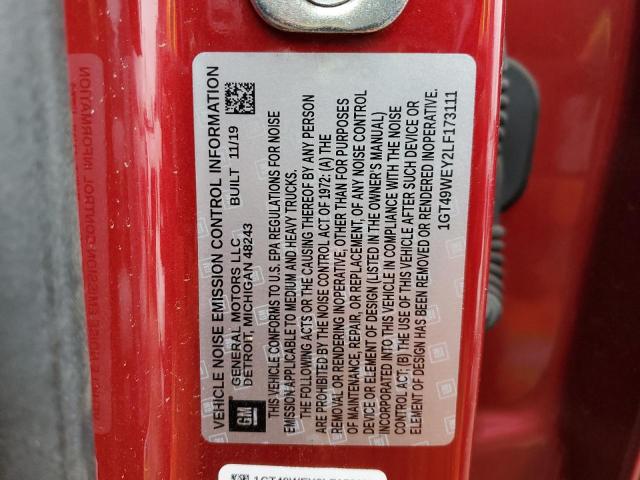 VEHICLE NOISE EMISSION CONTROL INFORMATION
GM
GENERAL MOTORS LLC BUILT 11/19
DETROIT, MICHIGAN 48243
THIS VEHICLE CONFORMS TO U.S. EPA REGULATIONS FOR NOISE
EMISSION APPLICABLE TO MEDIUM AND HEAVY TRUCKS.
THE FOLLOWING ACTS OR THE CAUSING THEREOF BY ANY PERSON
ARE PROHIBITED BY THE NOISE CONTROL ACT OF 1972: (A) THE
REMOVAL OR RENDERING INOPERATIVE, OTHER THAN FOR PURPOSES
OF MAINTENANCE, REPAIR, OR REPLACEMENT, OF ANY NOISE CONTROL
DEVICE OR ELEMENT OF DESIGN (LISTED IN THE OWNER'S MANUAL)
INCORPORATED INTO THIS VEHICLE IN COMPLIANCE WITH THE NOISE
CONTROL ACT; (B) THE USE OF THIS VEHICLE AFTER SUCH DEVICE OR
ELEMENT OF DESIGN HAS BEEN REMOVED OR RENDERED INOPERATIVE.
1GT49WEY2LF173111